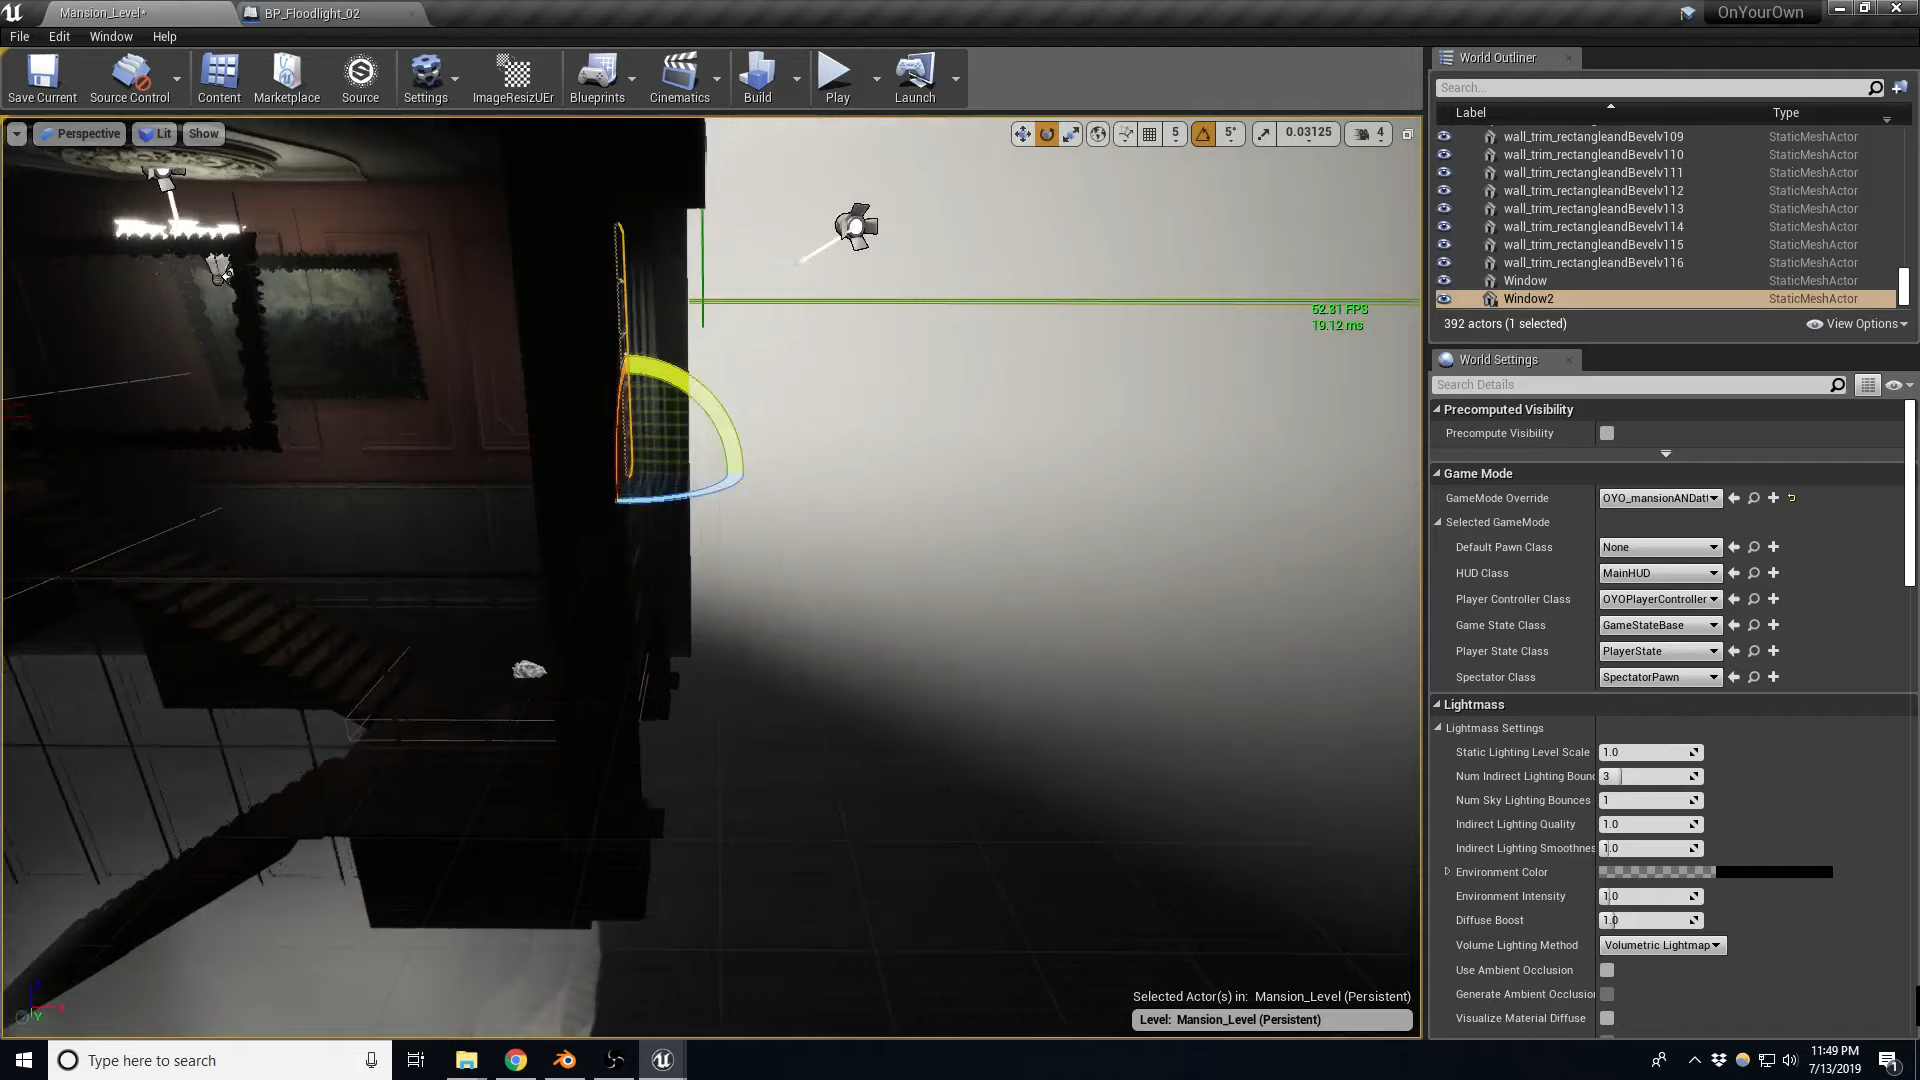 Mansion_Level*
BP_Floodlight_02
OnYourOwn
File Edit Window Help
Save Current
Source Control
Content
Marketplace
Source
Settings
ImageResizUEr
Blueprints
Cinematics
Build
Play
Launch
Perspective
Lit
Show
5
5°
0.03125
4
52.31 FPS
19.12 ms
Selected Actor(s) in: Mansion_Level (Persistent)
Level: Mansion_Level (Persistent)
World Outliner
Search...
Label Type
wall_trim_rectangleandBevelv109 StaticMeshActor
wall_trim_rectangleandBevelv110 StaticMeshActor
wall_trim_rectangleandBevelv111 StaticMeshActor
wall_trim_rectangleandBevelv112 StaticMeshActor
wall_trim_rectangleandBevelv113 StaticMeshActor
wall_trim_rectangleandBevelv114 StaticMeshActor
wall_trim_rectangleandBevelv115 StaticMeshActor
wall_trim_rectangleandBevelv116 StaticMeshActor
Window StaticMeshActor
Window2 StaticMeshActor
392 actors (1 selected) View Options
World Settings
Search Details
Precomputed Visibility
Precompute Visibility
Game Mode
GameMode Override OYO_mansionANDatt
Selected GameMode
Default Pawn Class None
HUD Class MainHUD
Player Controller Class OYOPlayerController
Game State Class GameStateBase
Player State Class PlayerState
Spectator Class SpectatorPawn
Lightmass
Lightmass Settings
Static Lighting Level Scale 1.0
Num Indirect Lighting Bounc 3
Num Sky Lighting Bounces 1
Indirect Lighting Quality 1.0
Indirect Lighting Smoothnes 1.0
Environment Color
Environment Intensity 1.0
Diffuse Boost 1.0
Volume Lighting Method Volumetric Lightmap
Use Ambient Occlusion
Generate Ambient Occlusion
Visualize Material Diffuse
X
Y
Type here to search
11:49 PM
7/13/2019
1